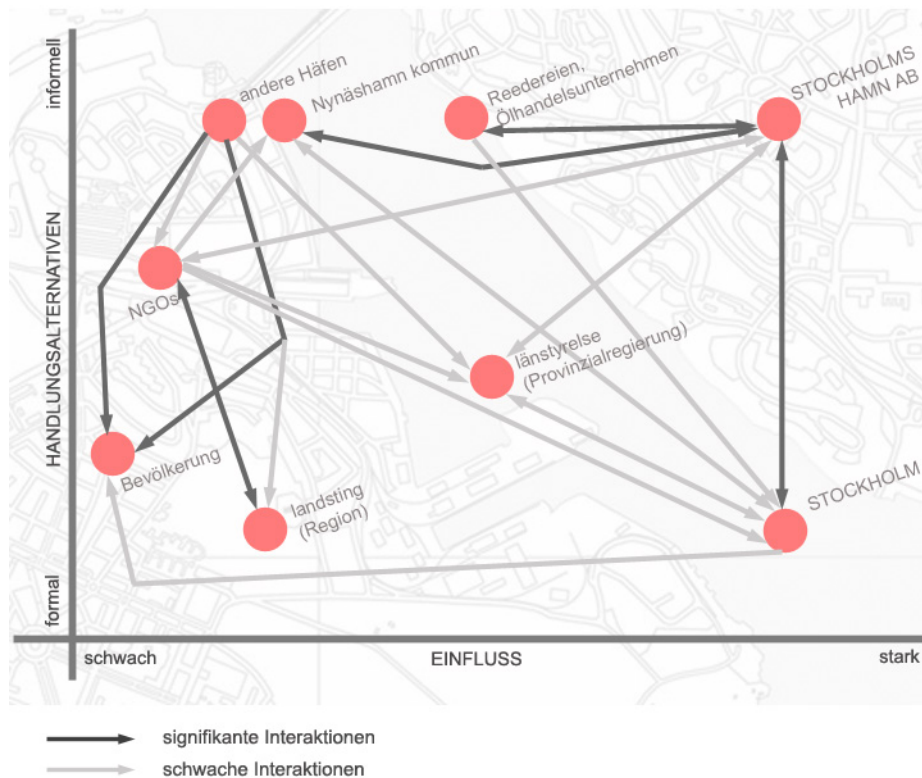 informell
HANDLUNGSALTERNATIVEN
formal
andere Häfen
Nynäshamn kommun
Reedereien,
Ölhandelsunternehmen
STOCKHOLMS
HAMN AB
NGOs
länstyrelse
(Provinzialregierung)
Bevölkerung
landsting
(Region)
STOCKHOLM
schwach
EINFLUSS
stark
signifikante Interaktionen
schwache Interaktionen